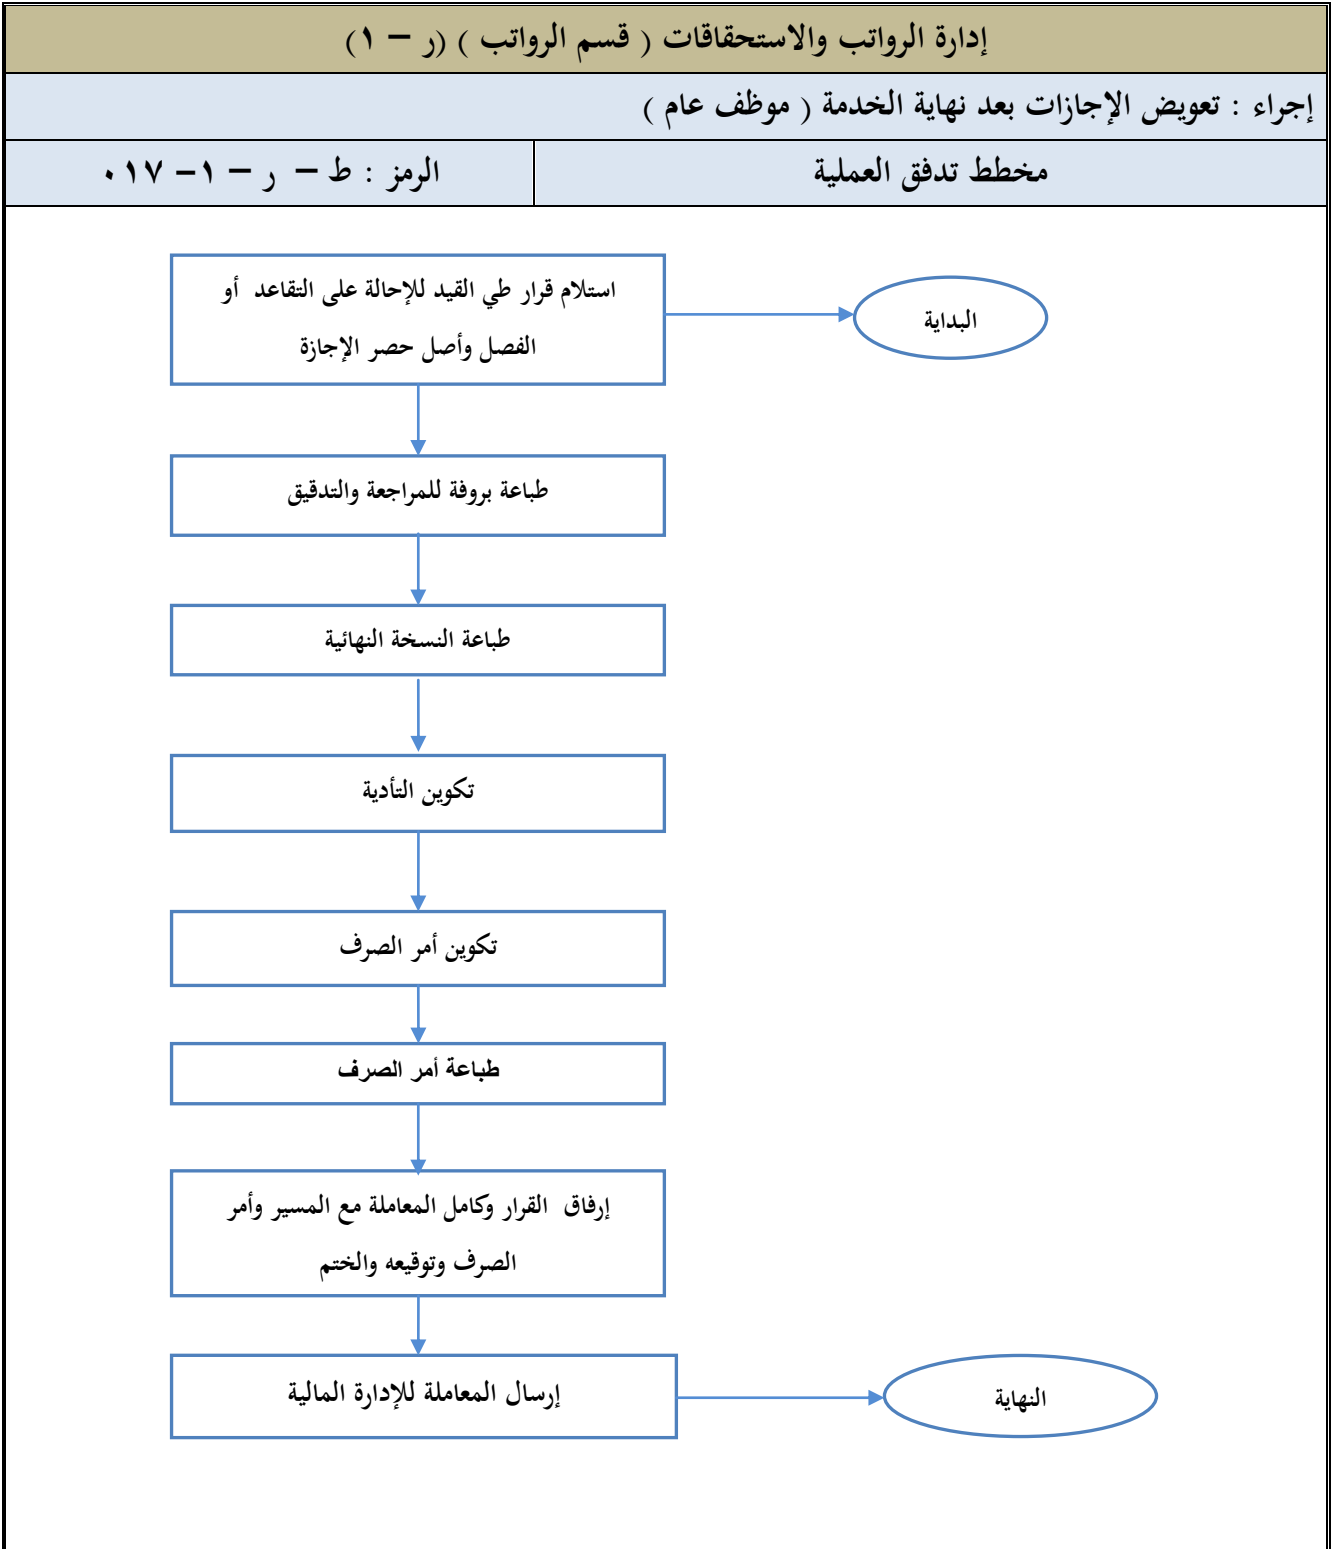 إدارة الرواتب والاستحقاقات ( قسم الرواتب ) (ر – ١)
إجراء : تعويض الإجازات بعد نهاية الخدمة ( موظف عام )
مخطط تدفق العملية
الرمز : ط – ر – ١– ٠١٧
البداية
استلام قرار طي القيد للإحالة على التقاعد أو
الفصل وأصل حصر الإجازة
طباعة بروفة للمراجعة والتدقيق
طباعة النسخة النهائية
تكوين التأدية
تكوين أمر الصرف
طباعة أمر الصرف
إرفاق القرار وكامل المعاملة مع المسير وأمر
الصرف وتوقيعه والختم
إرسال المعاملة للإدارة المالية
النهاية